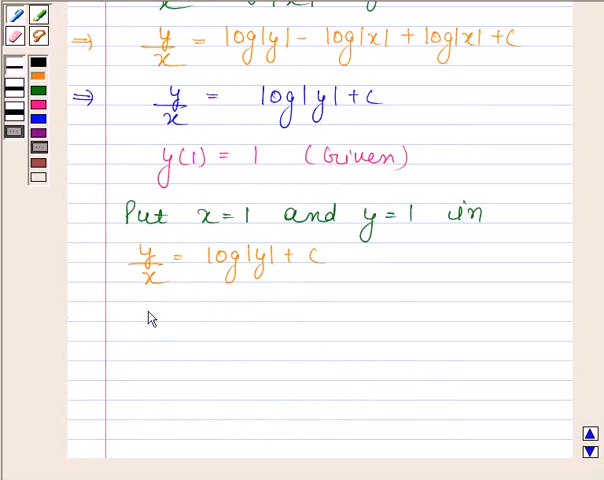 ⇒ y/x = log|y| - log|x| + log|x| + C
⇒ y/x = log|y| + C
y(1) = 1 (Given)
Put x = 1 and y = 1 in
y/x = log|y| + C